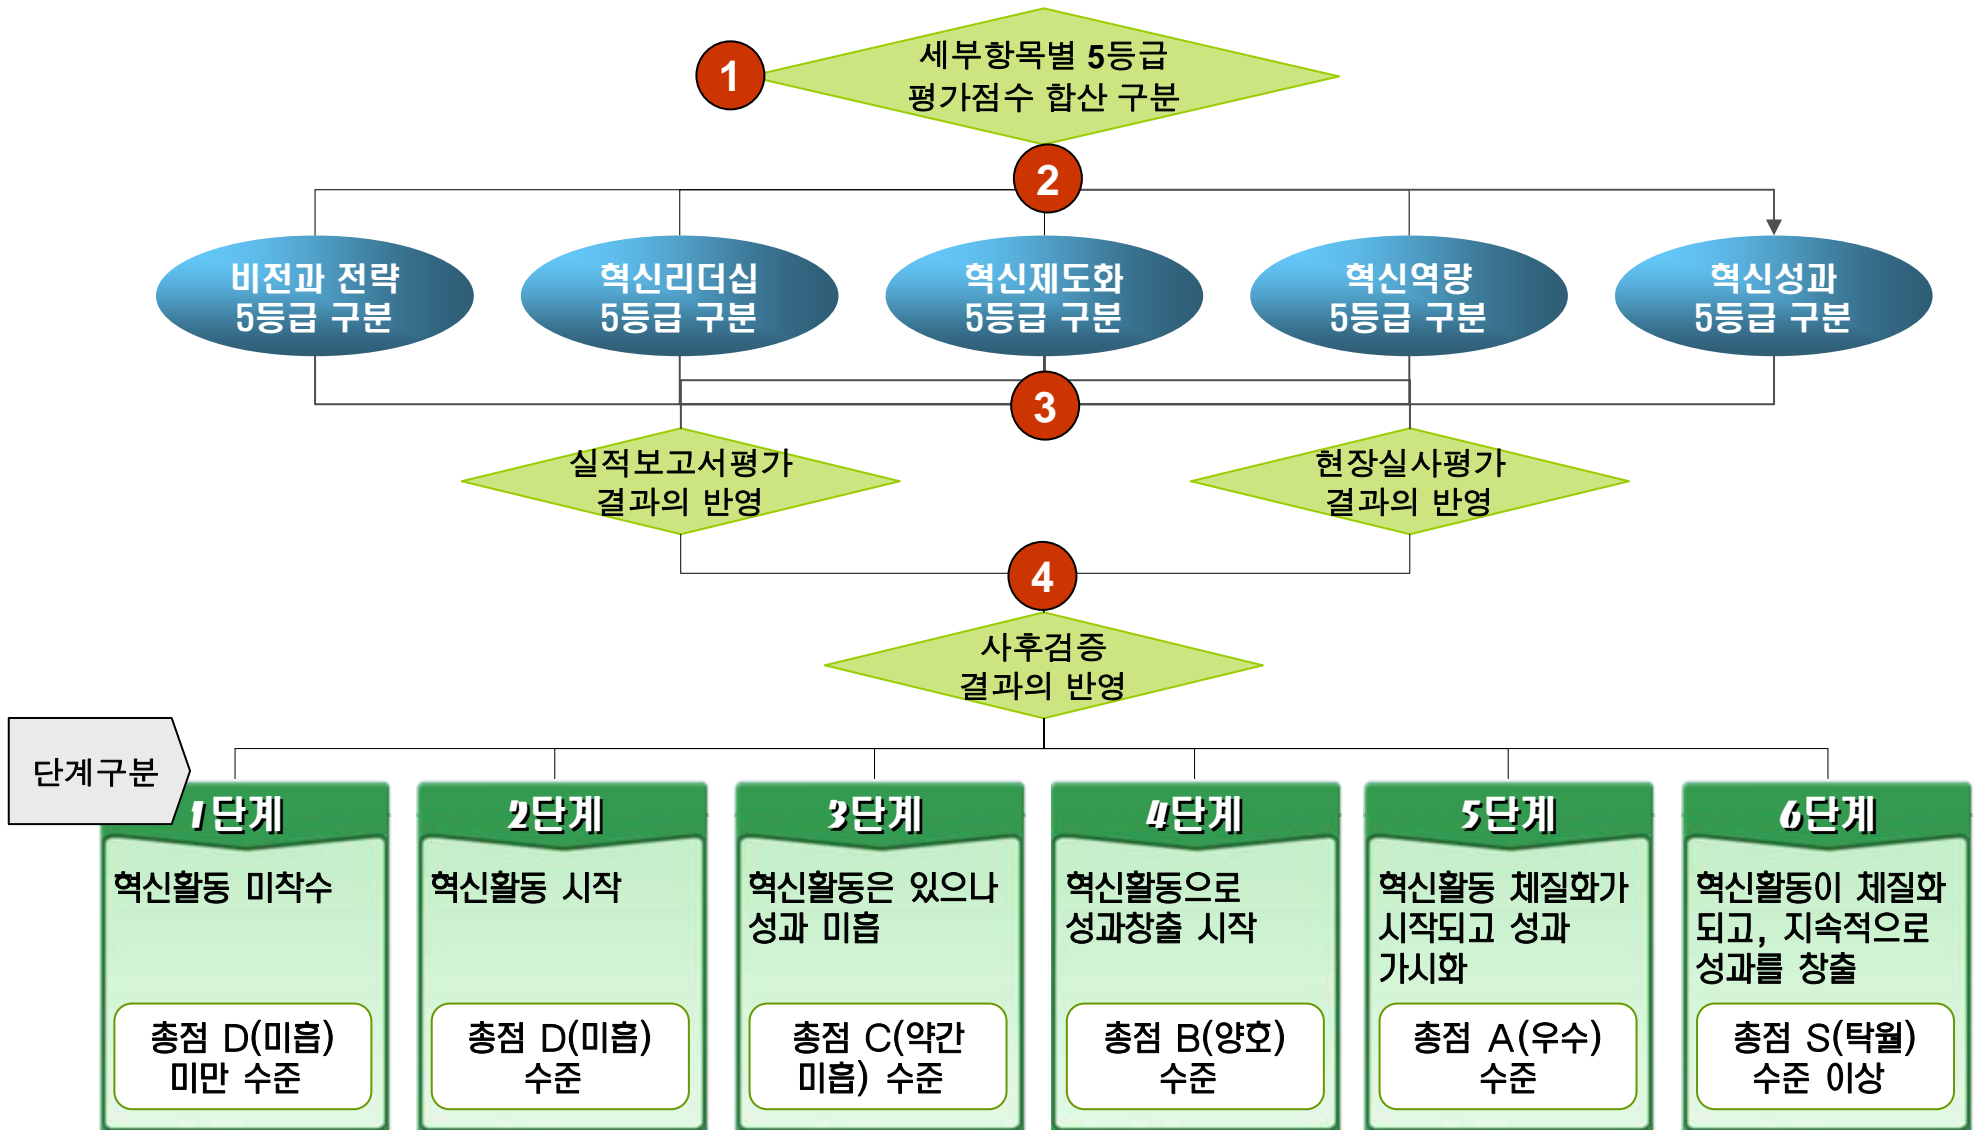 1
세부항목별 5등급
평가점수 합산 구분
2
비전과 전략
5등급 구분
혁신리더십
5등급 구분
혁신제도화
5등급 구분
혁신역량
5등급 구분
혁신성과
5등급 구분
3
실적보고서평가
결과의 반영
현장실사평가
결과의 반영
4
사후검증
결과의 반영
단계구분
1단계
혁신활동 미착수
총점 D(미흡)
미만 수준
2단계
혁신활동 시작
총점 D(미흡)
수준
3단계
혁신활동은 있으나
성과 미흡
총점 C(약간
미흡) 수준
4단계
혁신활동으로
성과창출 시작
총점 B(양호)
수준
5단계
혁신활동 체질화가
시작되고 성과
가시화
총점 A(우수)
수준
6단계
혁신활동이 체질화
되고, 지속적으로
성과를 창출
총점 S(탁월)
수준 이상